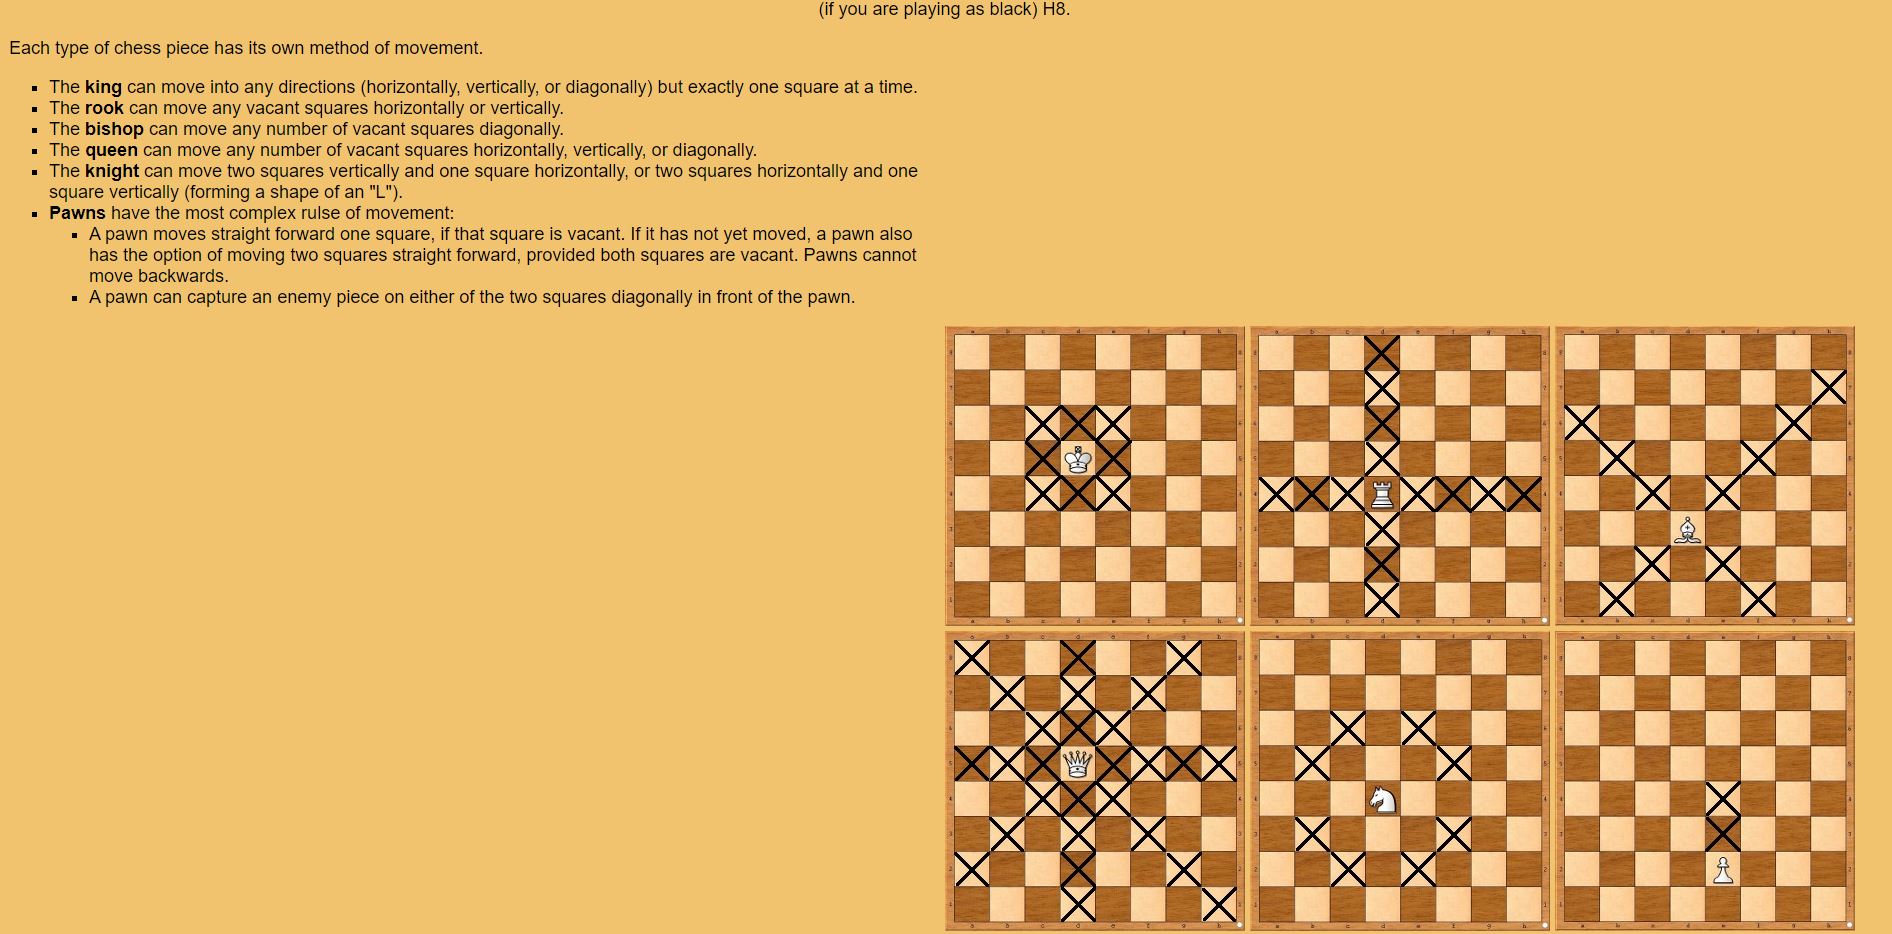 (if you are playing as black) H8.
Each type of chess piece has its own method of movement.
The king can move into any directions (horizontally, vertically, or diagonally) but exactly one square at a time.
The rook can move any vacant squares horizontally or vertically.
The bishop can move any number of vacant squares diagonally.
The queen can move any number of vacant squares horizontally, vertically, or diagonally.
The knight can move two squares vertically and one square horizontally, or two squares horizontally and one
square vertically (forming a shape of an "L").
Pawns have the most complex rulse of movement:
A pawn moves straight forward one square, if that square is vacant. If it has not yet moved, a pawn also
has the option of moving two squares straight forward, provided both squares are vacant. Pawns cannot
move backwards.
A pawn can capture an enemy piece on either of the two squares diagonally in front of the pawn.